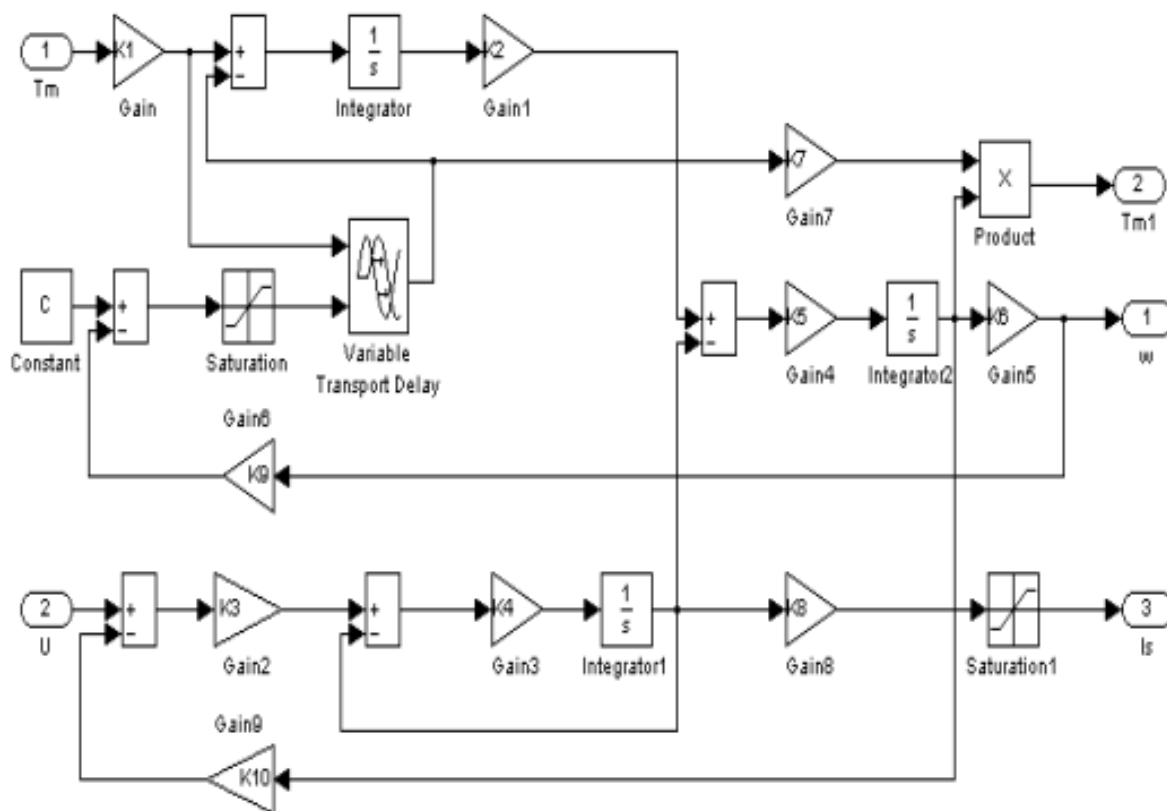 1
Tm
K1
Gain
+
−
1
s
Integrator
K2
Gain1
K7
Gain7
X
Product
2
Tm1
C
Constant
+
−
Saturation
Variable
Transport Delay
+
−
K5
Gain4
1
s
Integrator2
K6
Gain5
1
w
Gain6
K9
2
U
+
−
K3
Gain2
+
−
K4
Gain3
1
s
Integrator1
K8
Gain8
Saturation1
3
Is
Gain9
K10